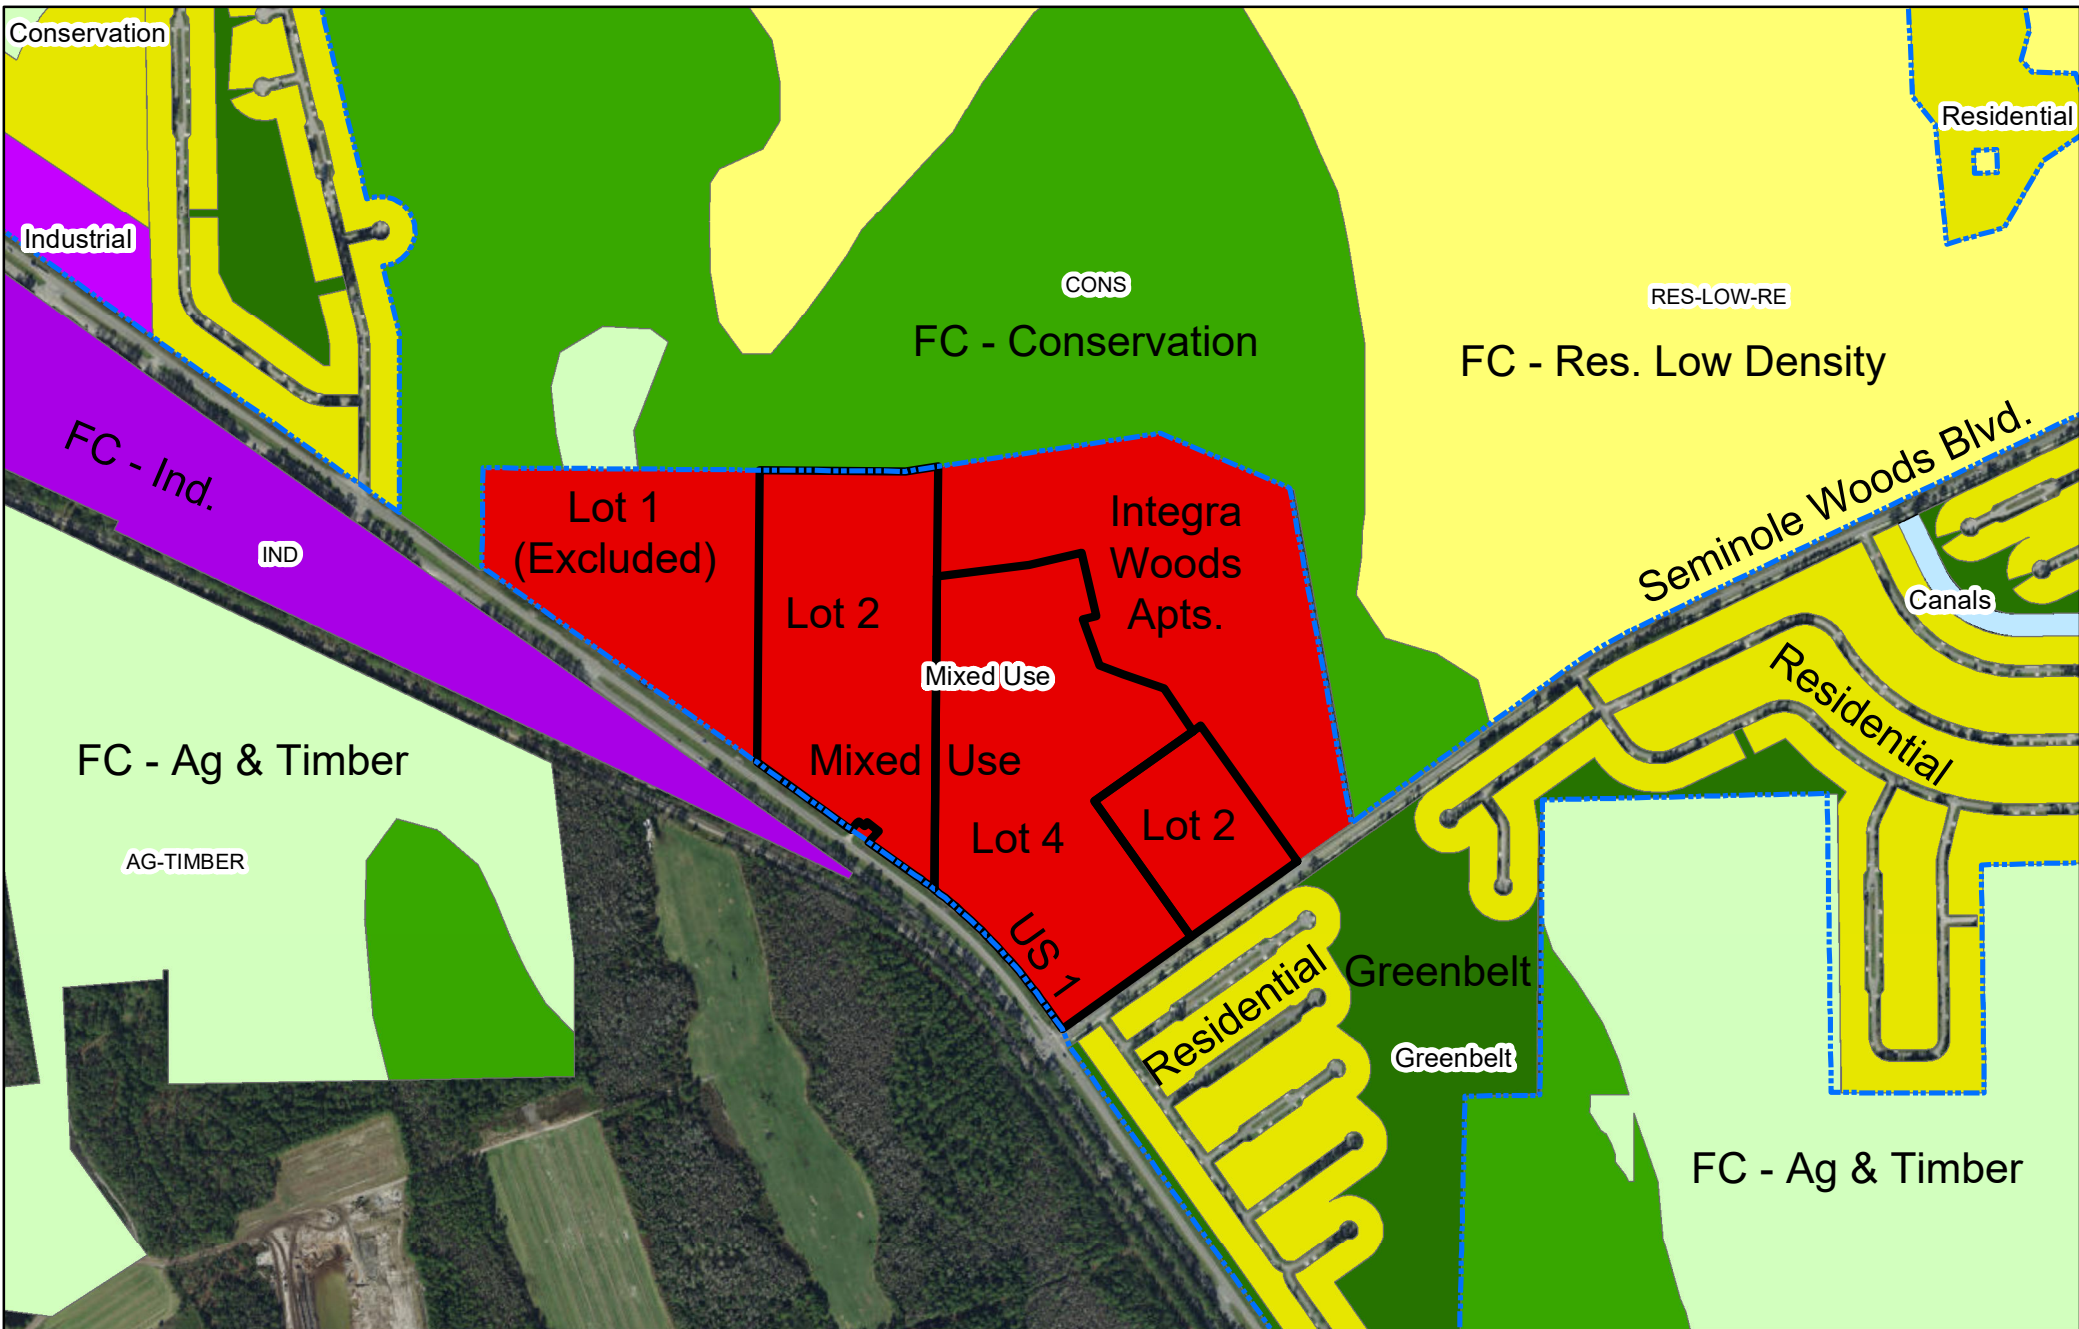 Conservation
Residential
Industrial
CONS
RES-LOW-RE
FC - Conservation
FC - Res. Low Density
FC - Ind.
IND
Lot 1
(Excluded)
Integra
Woods
Apts.
Seminole Woods Blvd.
Lot 2
Canals
Mixed Use
Residential
FC - Ag & Timber
Mixed Use
Lot 4
Lot 2
AG-TIMBER
US 1
Residential
Greenbelt
Greenbelt
FC - Ag & Timber